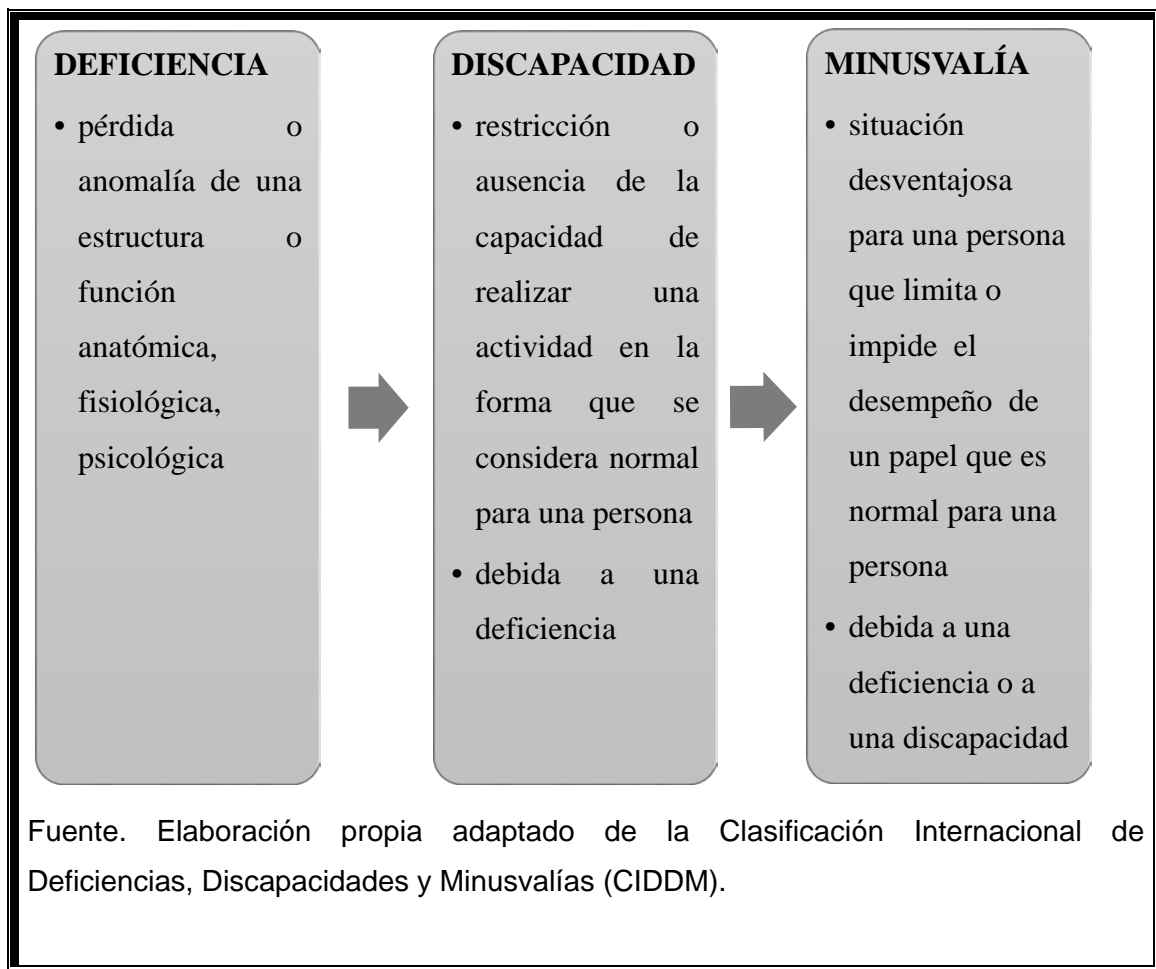 DEFICIENCIA
• pérdida o
anomalía de una
estructura o
función
anatómica,
fisiológica,
psicológica
DISCAPACIDAD
• restricción o
ausencia de la
capacidad de
realizar una
actividad en la
forma que se
considera normal
para una persona
• debida a una
deficiencia
MINUSVALÍA
• situación
desventajosa
para una persona
que limita o
impide el
desempeño de
un papel que es
normal para una
persona
• debida a una
deficiencia o a
una discapacidad
Fuente. Elaboración propia adaptado de la Clasificación Internacional de
Deficiencias, Discapacidades y Minusvalías (CIDDM).